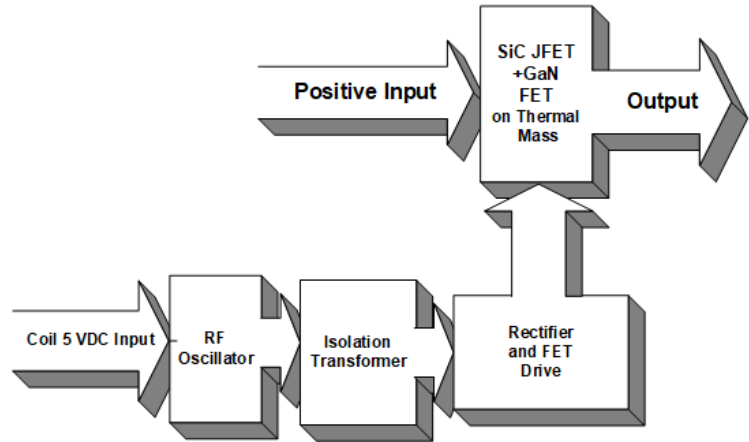 SiC JFET
+GaN
FET
on Thermal
Mass
Positive Input
Output
Coil 5 VDC Input
RF
Oscillator
Isolation
Transformer
Rectifier
and FET
Drive